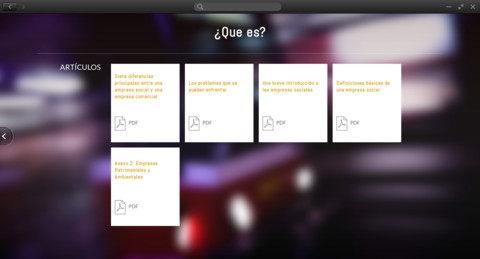 ¿Que es?
ARTÍCULOS
Siete diferencias
principales entre una
empresa social y una
empresa comercial
PDF
Los problemas que se
pueden enfrentar
PDF
Una breve introducción a
las empresas sociales
PDF
Definiciones básicas de
una empresa social
PDF
Anexo 2: Empresas
Patrimoniales y
Ambientales
PDF